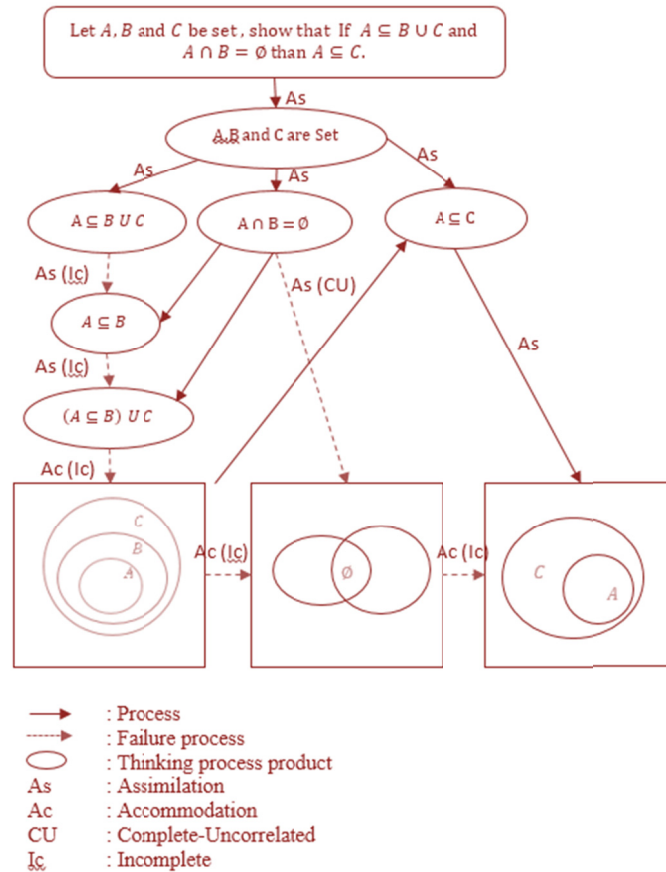 Let A, B and C be set , show that If A ⊆ B ∪ C and
A ∩ B = ∅ than A ⊆ C.
As
A,B and C are Set
As
As
As
A ⊆ B U C
A ∩ B = ∅
A ⊆ C
As (Ic)
As (CU)
A ⊆ B
As
As (Ic)
(A ⊆ B) U C
Ac (Ic)
C
B
A
Ac (Ic)
∅
Ac (Ic)
C
A
: Process
: Failure process
: Thinking process product
As : Assimilation
Ac : Accommodation
CU : Complete-Uncorrelated
Ic : Incomplete